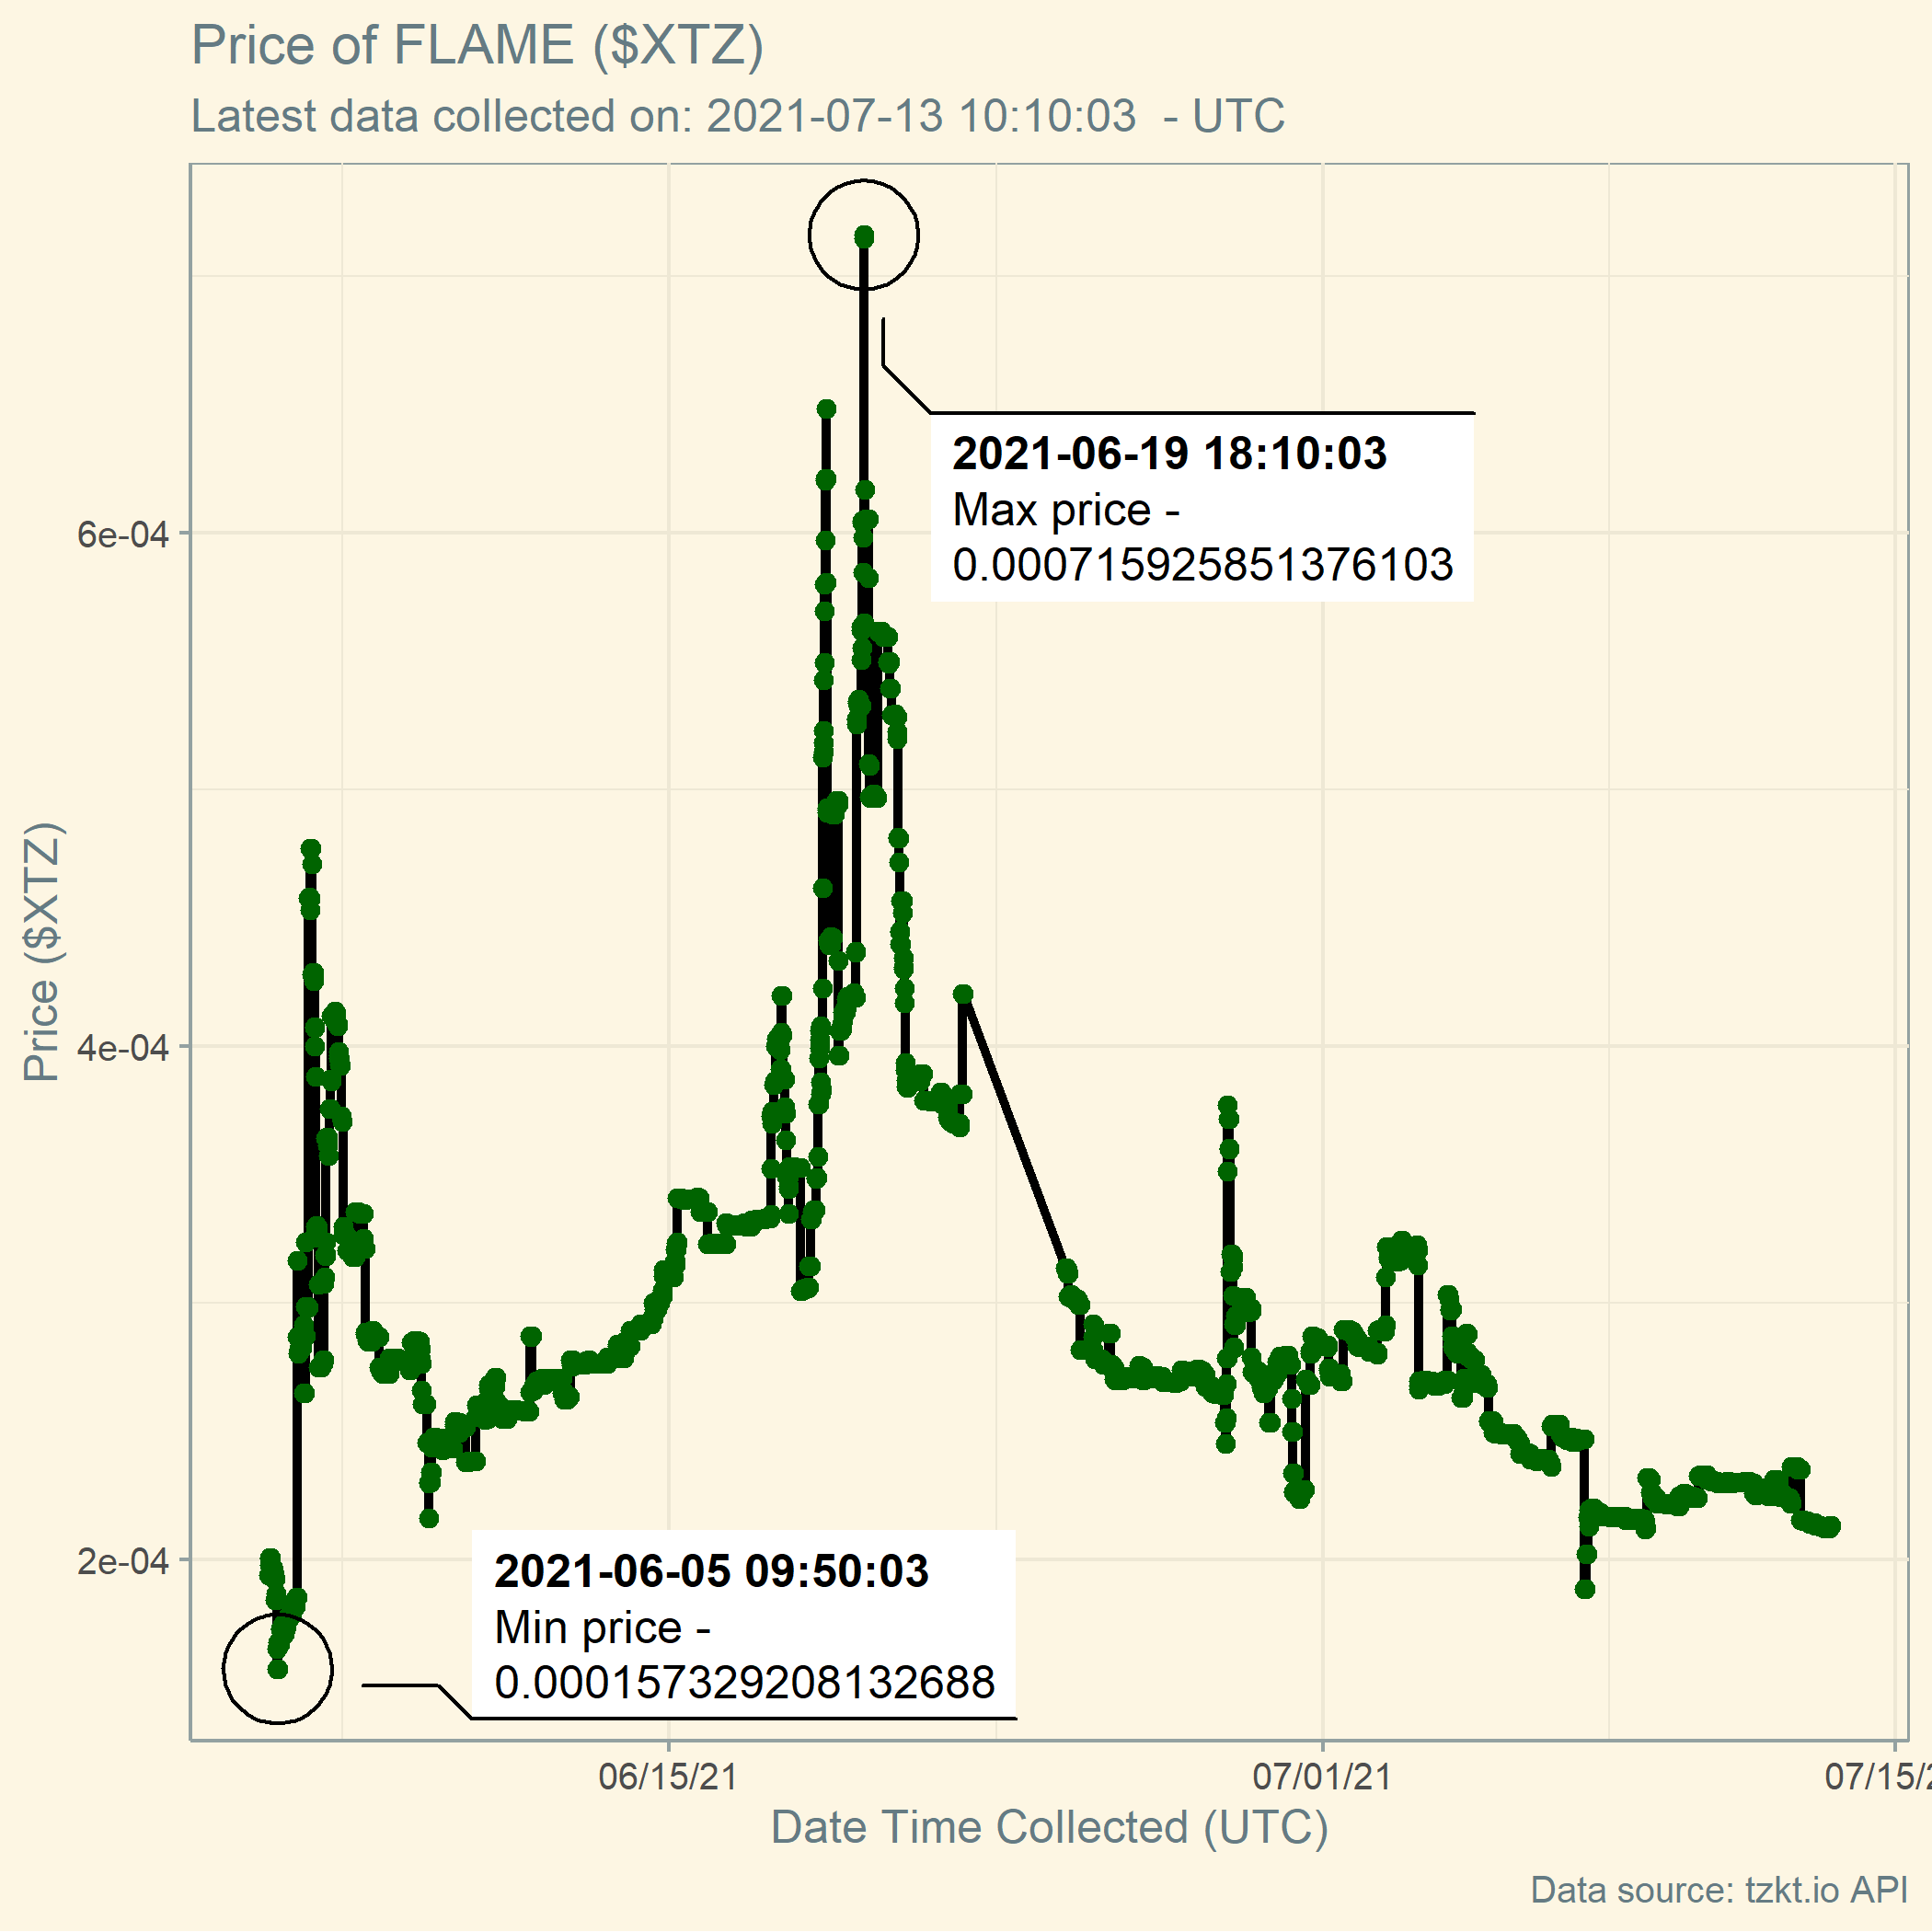 Price of FLAME ($XTZ)
Latest data collected on: 2021-07-13 10:10:03  - UTC
2021-06-19 18:10:03
Max price -
0.000715925851376103
6e-04
4e-04
2e-04
Price ($XTZ)
2021-06-05 09:50:03
Min price -
0.000157329208132688
06/15/21
07/01/21
07/15/2
Date Time Collected (UTC)
Data source: tzkt.io API